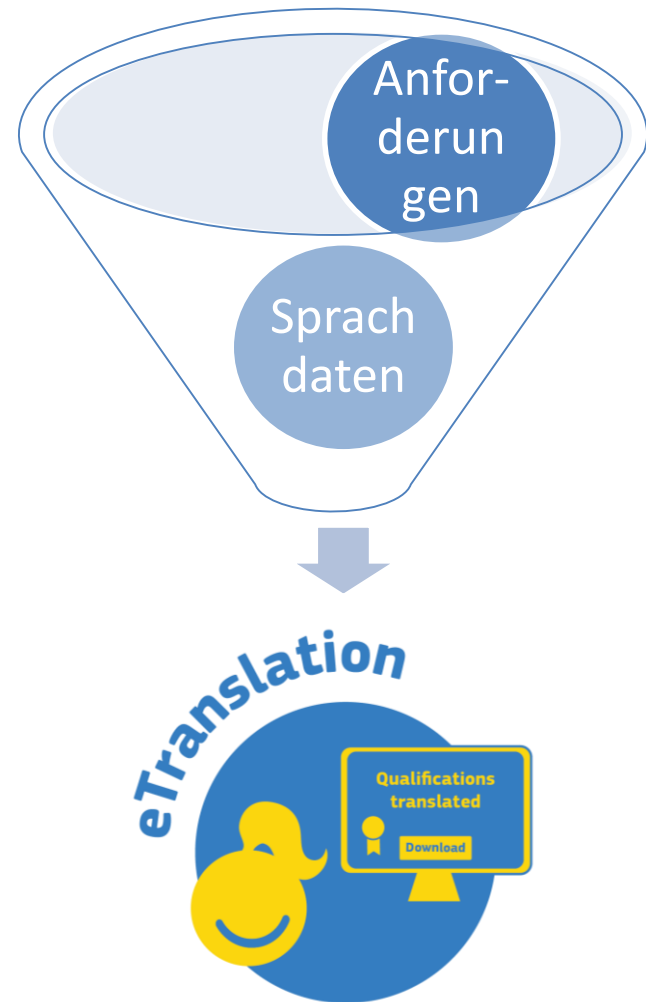 Anfor-
derun
gen
Sprach
daten
eTranslation
Qualifications
translated
Download